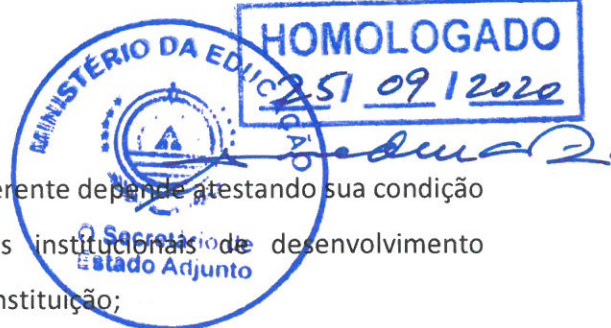 HOMOLOGADO
25/ 09 / 2020
MINISTÉRIO DA EDUCAÇÃO
erente depende atestando sua condição
s institucionais de desenvolvimento
O Secretário de
Estado Adjunto
nstituição;